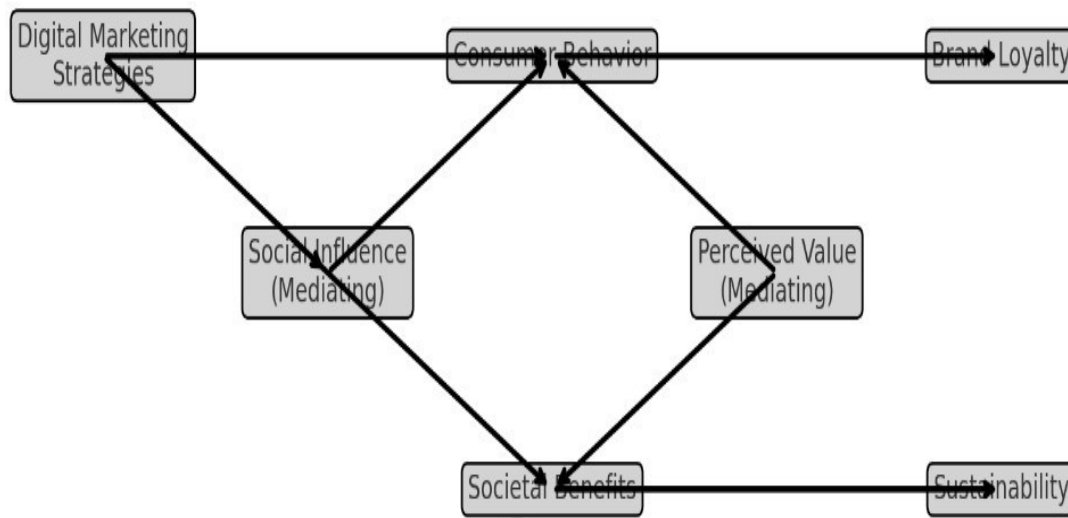 Digital Marketing
Strategies
Consumer Behavior
Brand Loyalty
Social Influence
(Mediating)
Perceived Value
(Mediating)
Societal Benefits
Sustainability